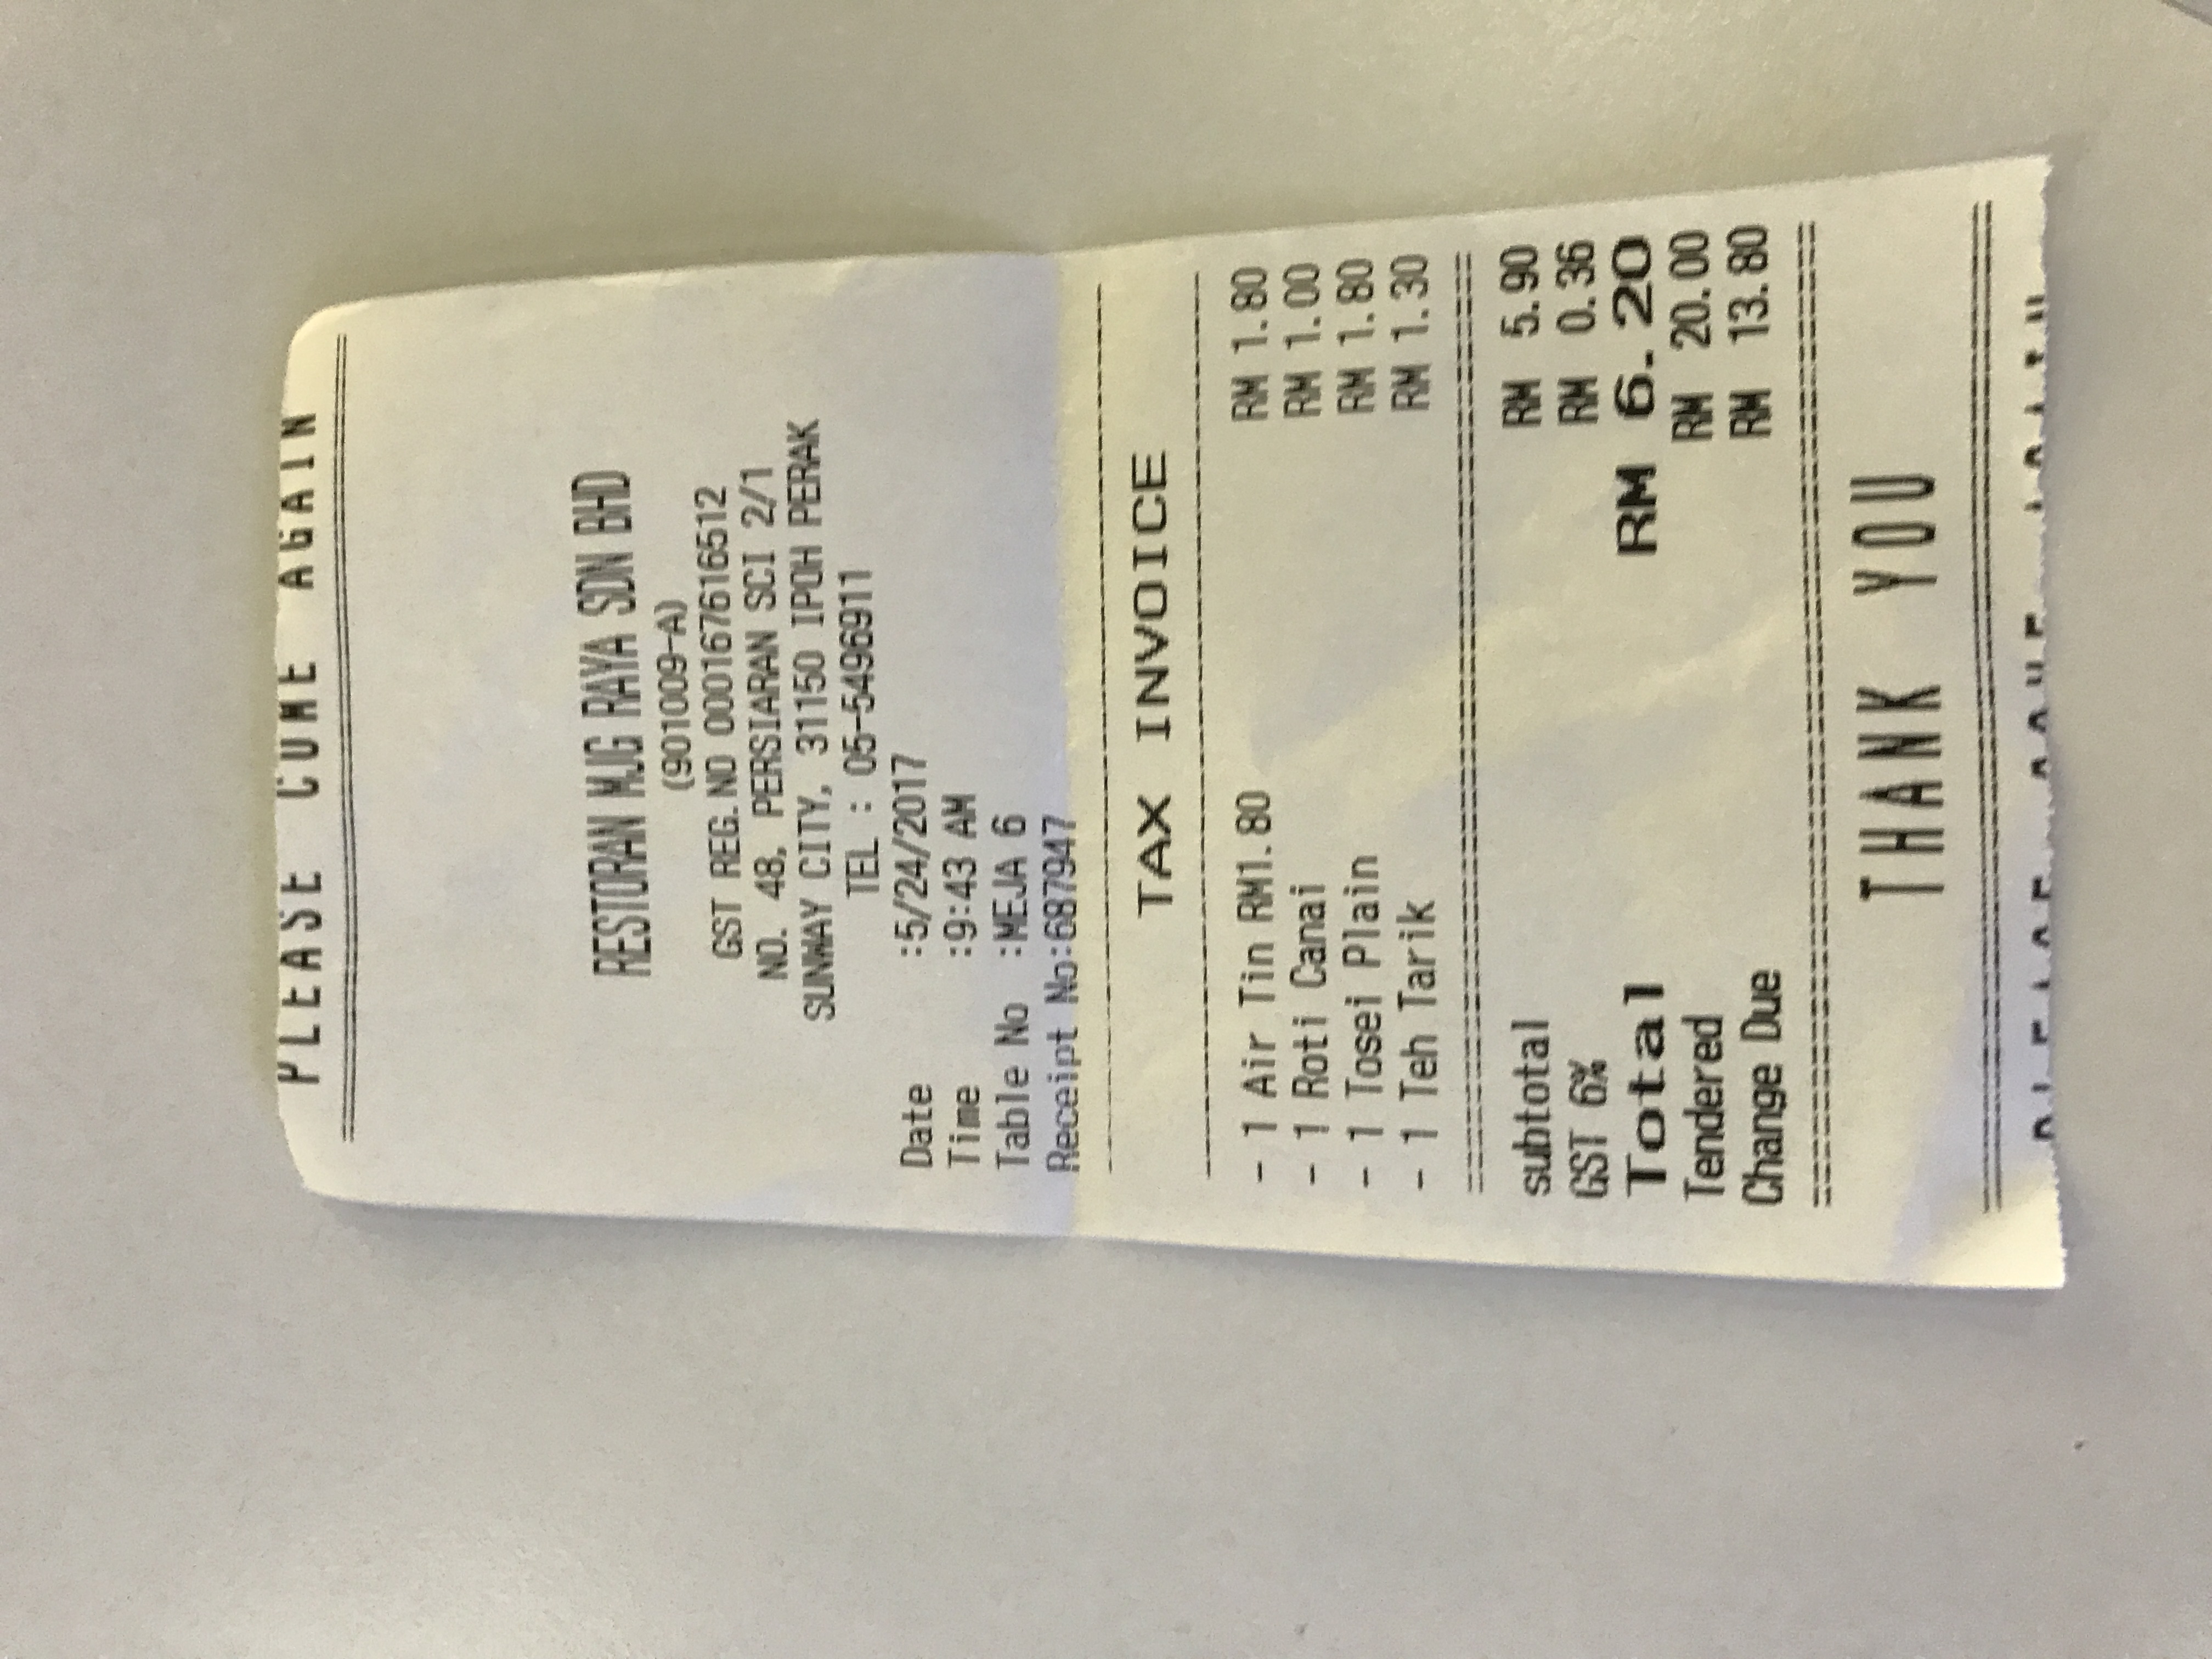 PLEASE COME AGAIN
RESTORAN MJG RAYA SDN BHD
(901009-A)
GST REG.NO 000167616512
NO. 48, PERSIARAN SCI 2/1
SUNWAY CITY, 31150 IPOH PERAK
TEL : 05-5496911
Date :5/24/2017
Time :9:43 AM
Table No :MEJA 6
Receipt No:687947
TAX INVOICE
- 1 Air Tin RM1.80 RM 1.80
- 1 Roti Canai RM 1.00
- 1 Tosei Plain RM 1.80
- 1 Teh Tarik RM 1.30
subtotal RM 5.90
GST 6% RM 0.36
Total RM 6.20
Tendered RM 20.00
Change Due RM 13.80
THANK YOU